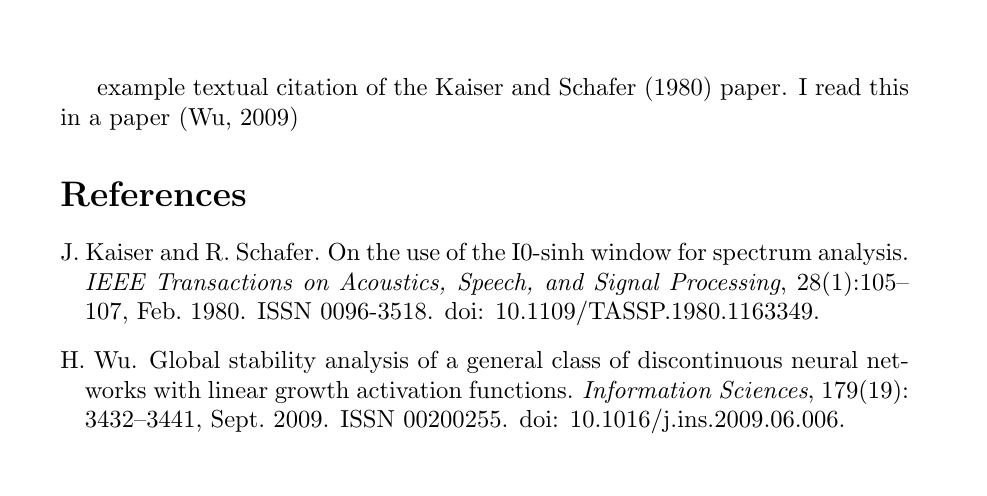 example textual citation of the Kaiser and Schafer (1980) paper. I read this
in a paper (Wu, 2009)
References
J. Kaiser and R. Schafer. On the use of the I0-sinh window for spectrum analysis.
IEEE Transactions on Acoustics, Speech, and Signal Processing, 28(1):105–
107, Feb. 1980. ISSN 0096-3518. doi: 10.1109/TASSP.1980.1163349.
H. Wu. Global stability analysis of a general class of discontinuous neural net-
works with linear growth activation functions. Information Sciences, 179(19):
3432–3441, Sept. 2009. ISSN 00200255. doi: 10.1016/j.ins.2009.06.006.